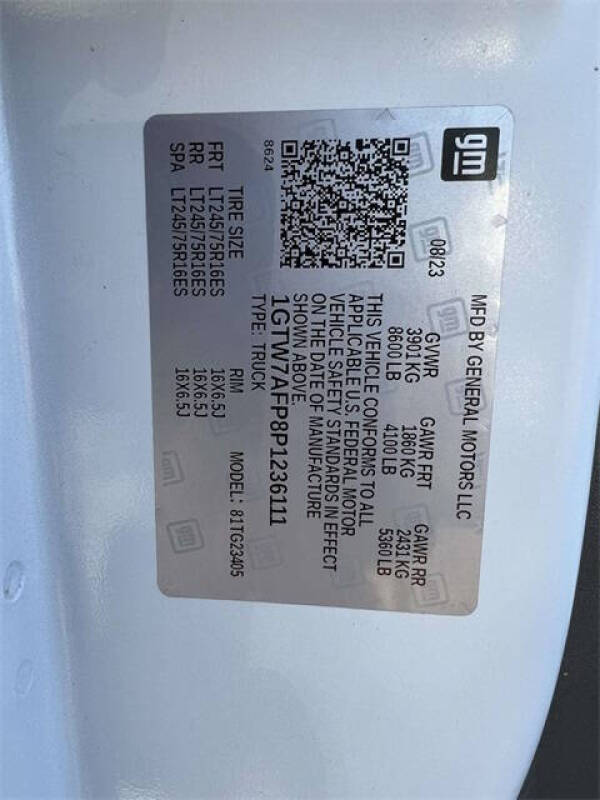 gm
08/23
MFD BY GENERAL MOTORS LLC
GVWR GAWR FRT GAWR RR
3901 KG 1860 KG 2431 KG
8600 LB 4100 LB 5360 LB
THIS VEHICLE CONFORMS TO ALL
APPLICABLE U.S. FEDERAL MOTOR
VEHICLE SAFETY STANDARDS IN EFFECT
ON THE DATE OF MANUFACTURE
SHOWN ABOVE.
1GTW7AFP8P1236111
8624
TYPE: TRUCK MODEL: 81TG23405
TIRE SIZE RIM
FRT LT245/75R16ES 16X6.5J
RR LT245/75R16ES 16X6.5J
SPA LT245/75R16ES 16X6.5J